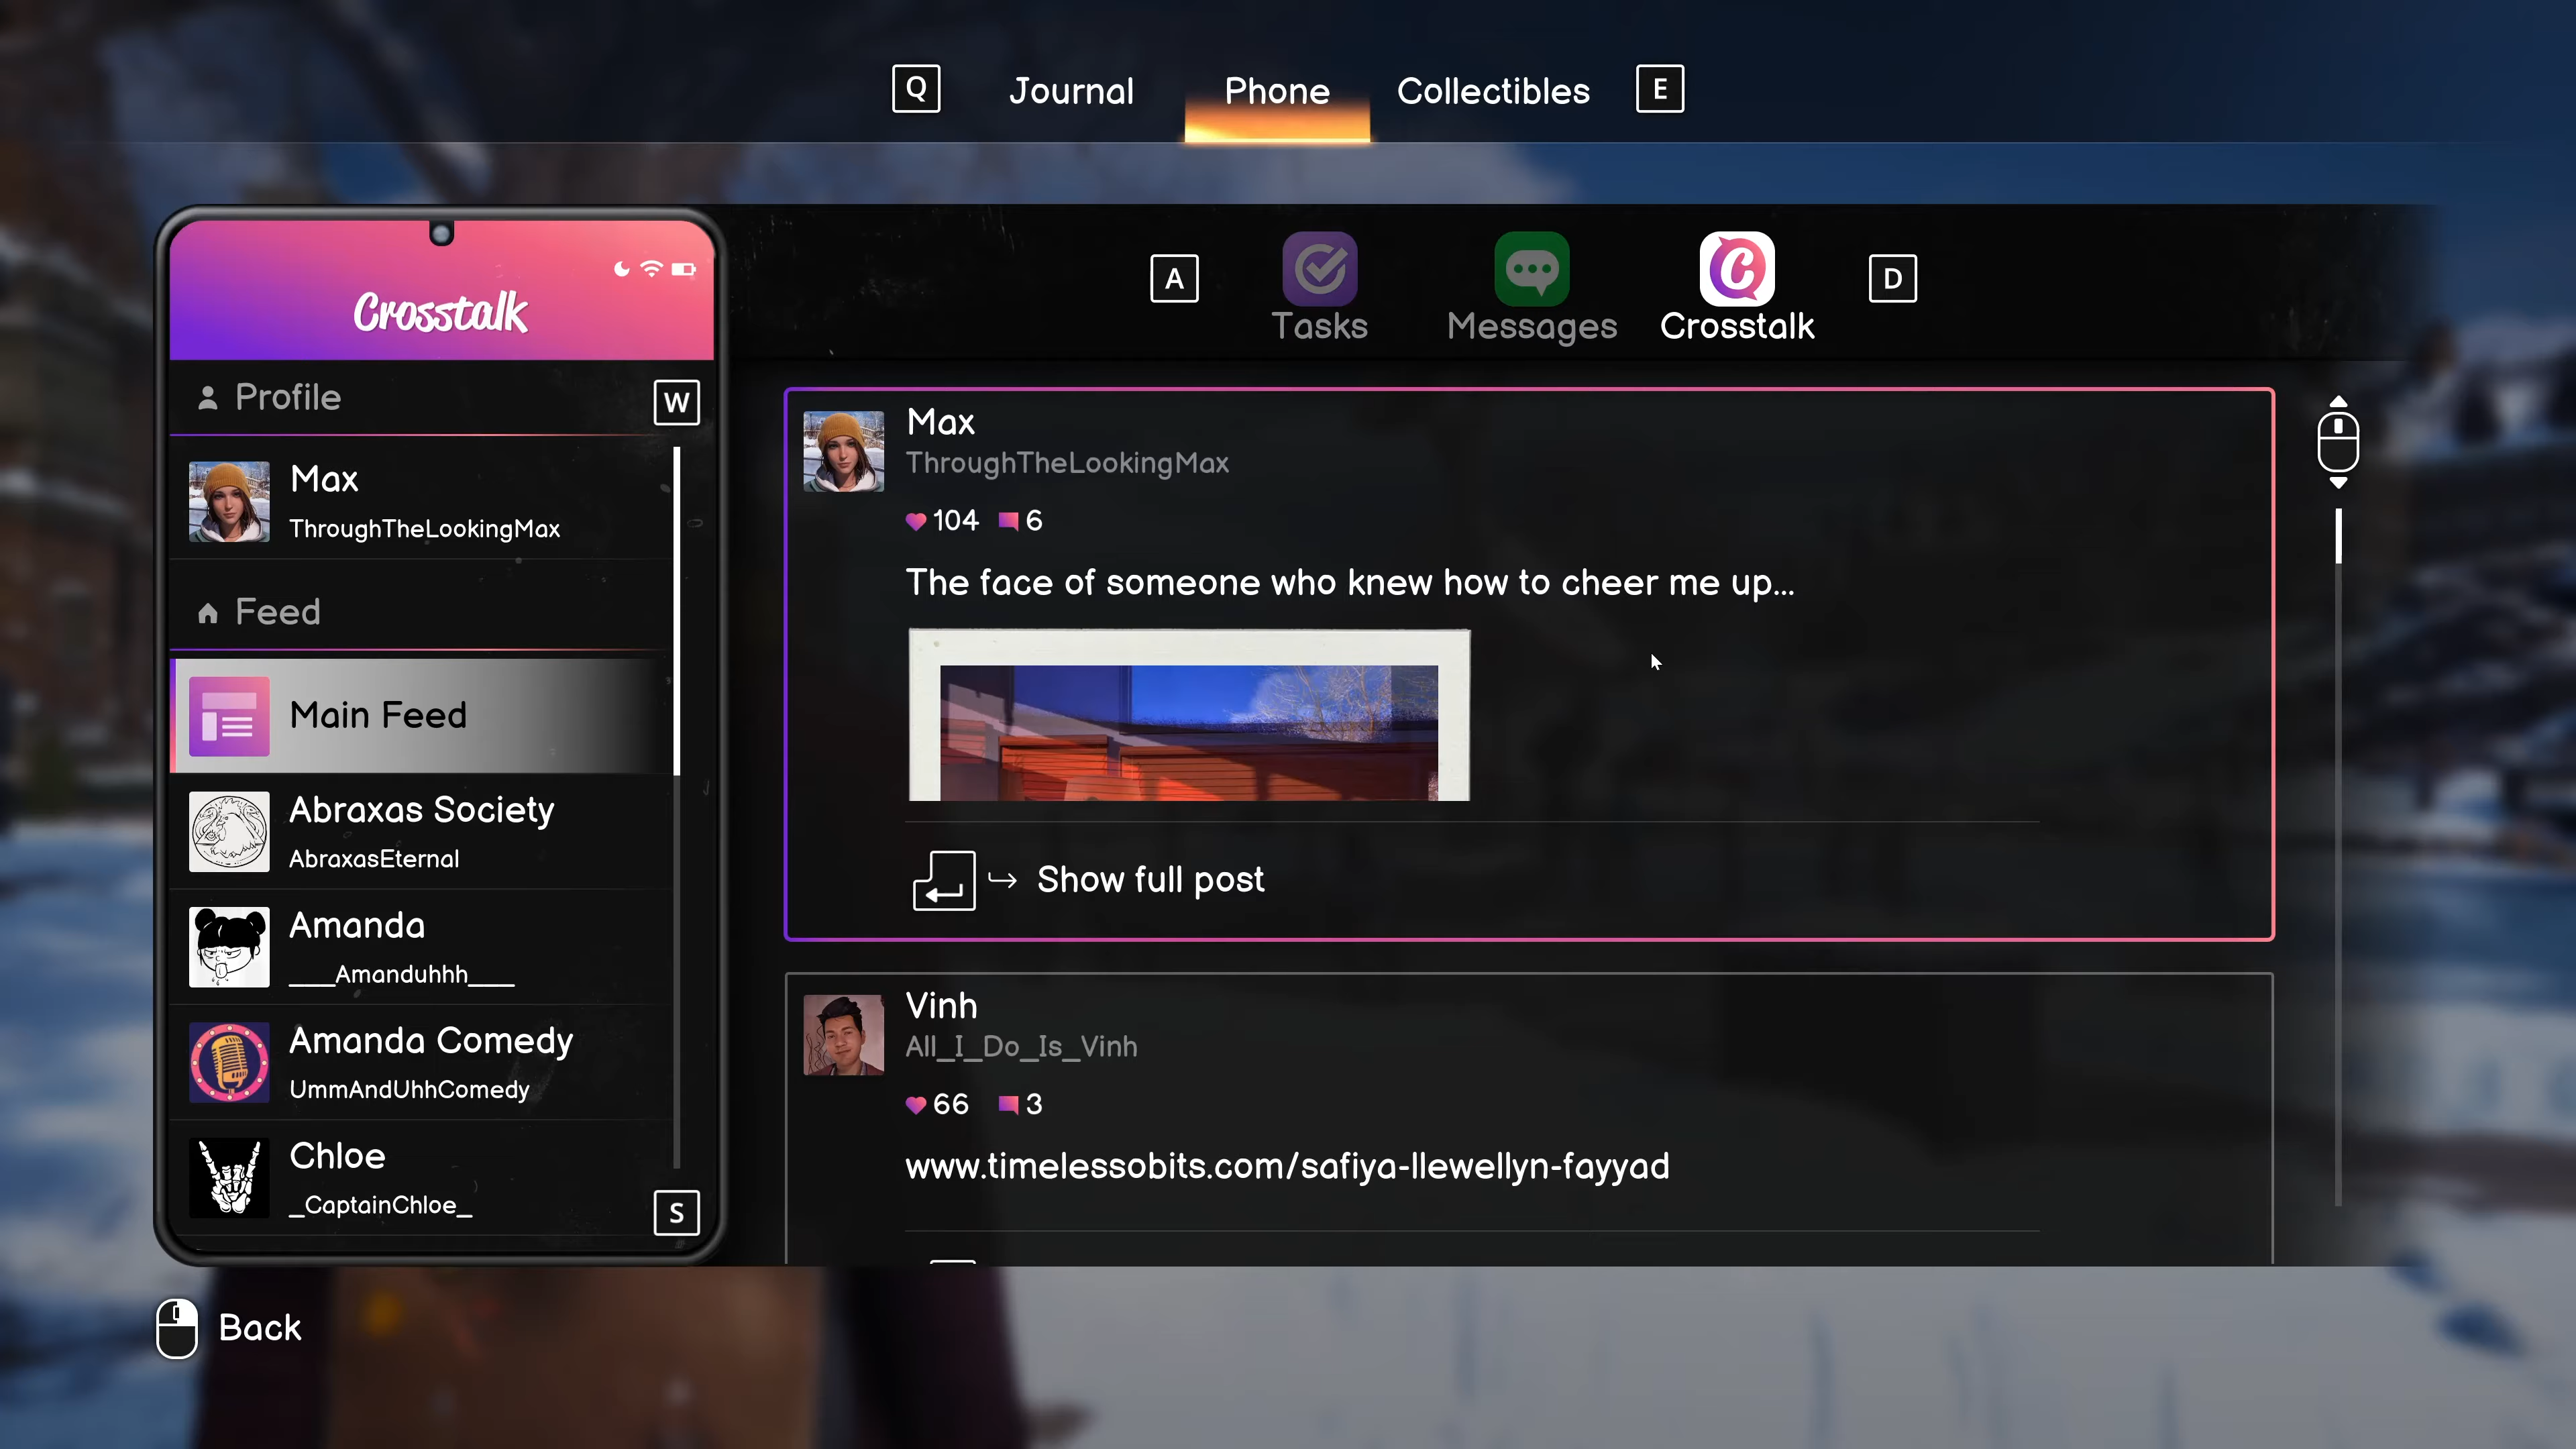 Q Journal Phone Collectibles E
Crosstalk
A Tasks Messages Crosstalk D
Profile W
Max
ThroughTheLookingMax
Feed
Main Feed
Abraxas Society
AbraxasEternal
Amanda
____Amanduhhh____
Amanda Comedy
UmmAndUhhComedy
Chloe
_CaptainChloe_
S
Max
ThroughTheLookingMax
104 6
The face of someone who knew how to cheer me up...
Show full post
Vinh
All_I_Do_Is_Vinh
66 3
www.timelessobits.com/safiya-llewellyn-fayyad
Back